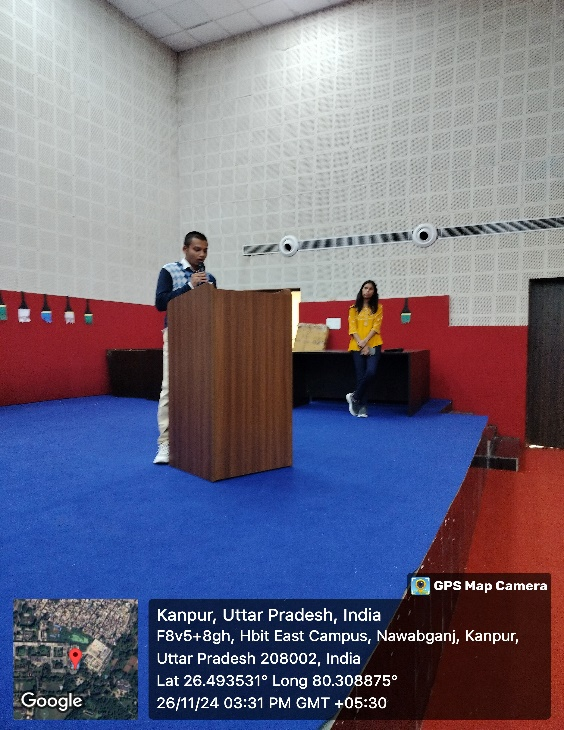 GPS Map Camera
Kanpur, Uttar Pradesh, India
F8v5+8gh, Hbit East Campus, Nawabganj, Kanpur,
Uttar Pradesh 208002, India
Lat 26.493531° Long 80.308875°
26/11/24 03:31 PM GMT +05:30
Google